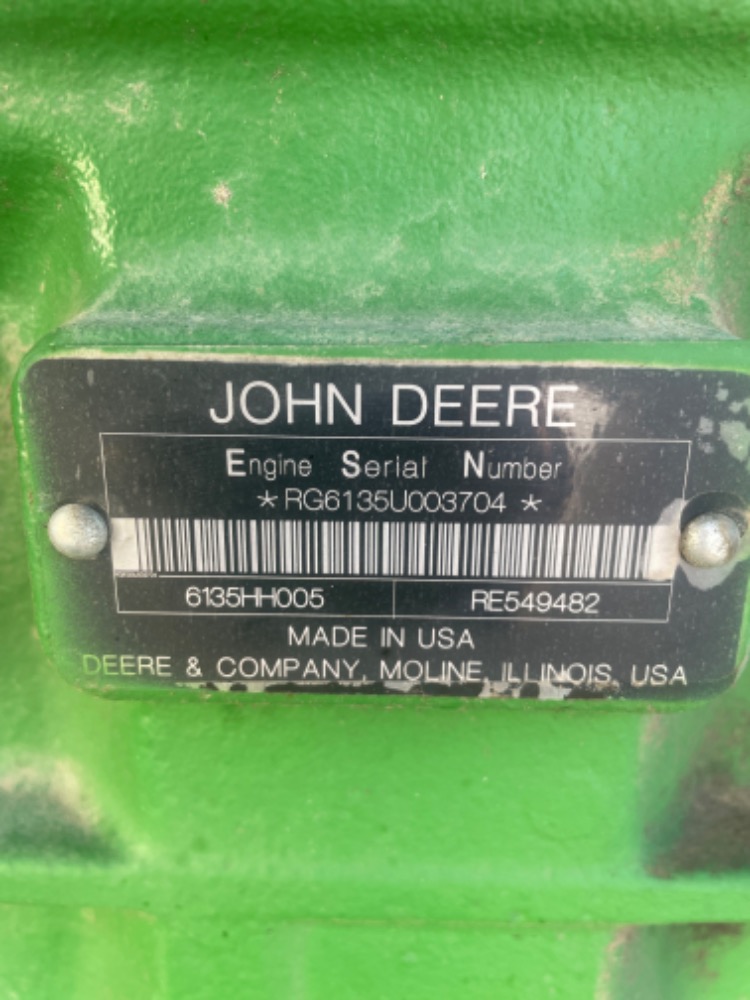 JOHN DEERE
Engine Serial Number
*RG6135U003704 *
6135HH005 RE549482
MADE IN USA
DEERE & COMPANY, MOLINE, ILLINOIS, USA